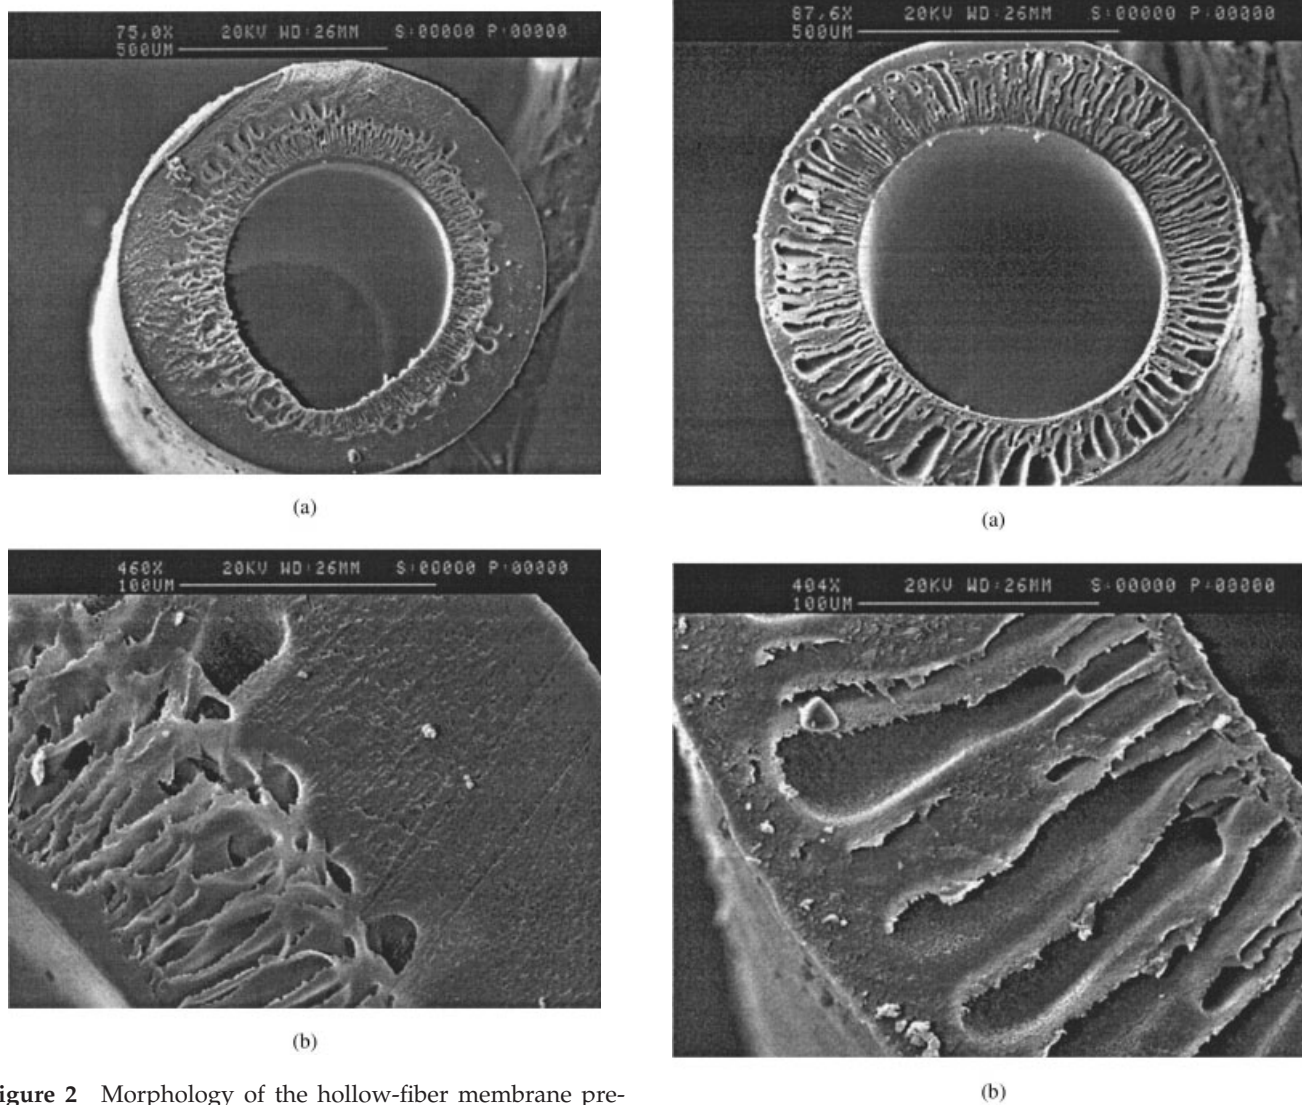 75.0X 20KV WD:26MM S:00000 P:00000
500UM
(a)
460X 20KV WD:26MM S:00000 P:00000
100UM
(b)
igure 2 Morphology of the hollow-fiber membrane pre-
87.6X 20KV WD:26MM S:00000 P:00000
500UM
(a)
404X 20KV WD:26MM S:00000 P:00000
100UM
(b)